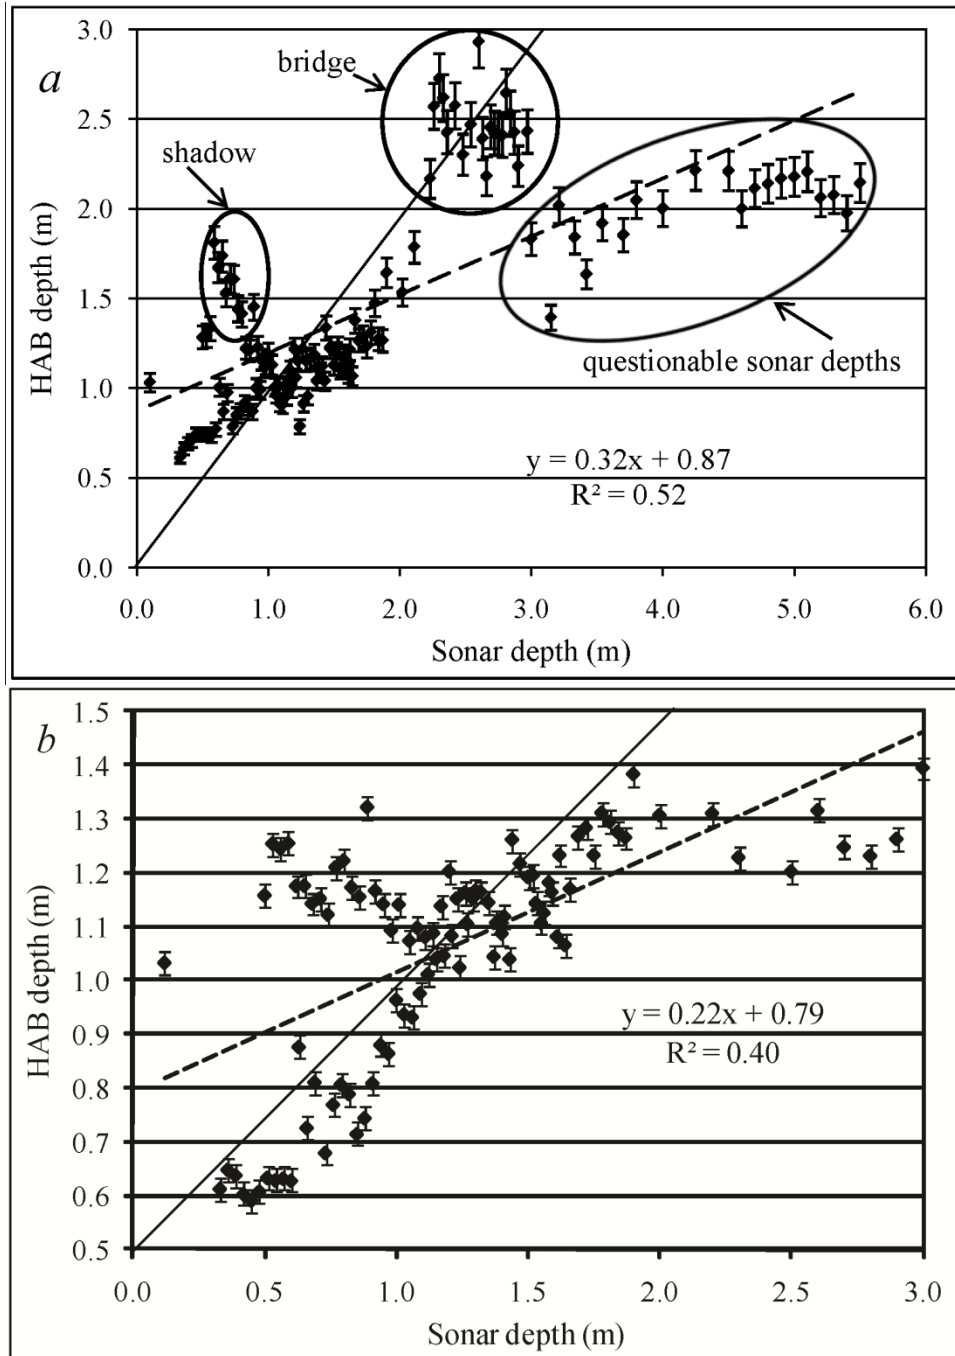 a
3.0
bridge
2.5
shadow
2.0
HAB depth (m)
1.5
questionable sonar depths
1.0
y = 0.32x + 0.87
0.5
R² = 0.52
0.0
0.0 1.0 2.0 3.0 4.0 5.0 6.0
Sonar depth (m)
b
1.5
1.4
1.3
1.2
1.1
HAB depth (m)
1.0
0.9
y = 0.22x + 0.79
R² = 0.40
0.8
0.7
0.6
0.5
0.0 0.5 1.0 1.5 2.0 2.5 3.0
Sonar depth (m)